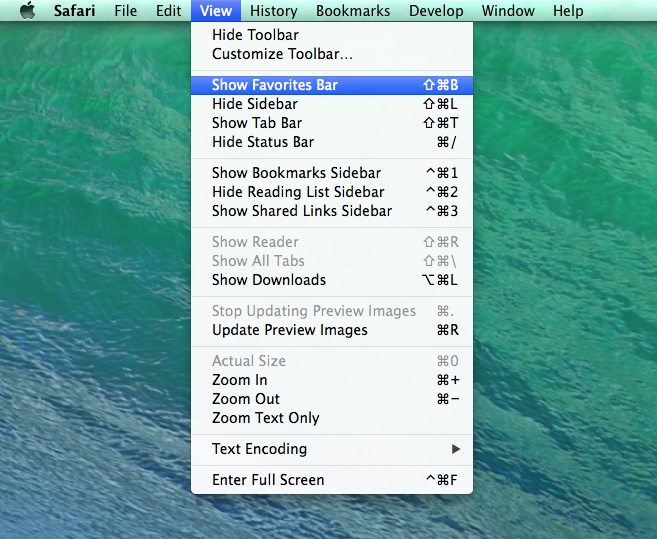 Safari File Edit View History Bookmarks Develop Window Help
Hide Toolbar
Customize Toolbar...
Show Favorites Bar ⇧⌘B
Hide Sidebar ⇧⌘L
Show Tab Bar ⇧⌘T
Hide Status Bar ⌘/
Show Bookmarks Sidebar ^⌘1
Hide Reading List Sidebar ^⌘2
Show Shared Links Sidebar ^⌘3
Show Reader ⇧⌘R
Show All Tabs ⇧⌘\
Show Downloads ⌥⌘L
Stop Updating Preview Images ⌘.
Update Preview Images ⌘R
Actual Size ⌘0
Zoom In ⌘+
Zoom Out ⌘−
Zoom Text Only
Text Encoding ▶
Enter Full Screen ^⌘F